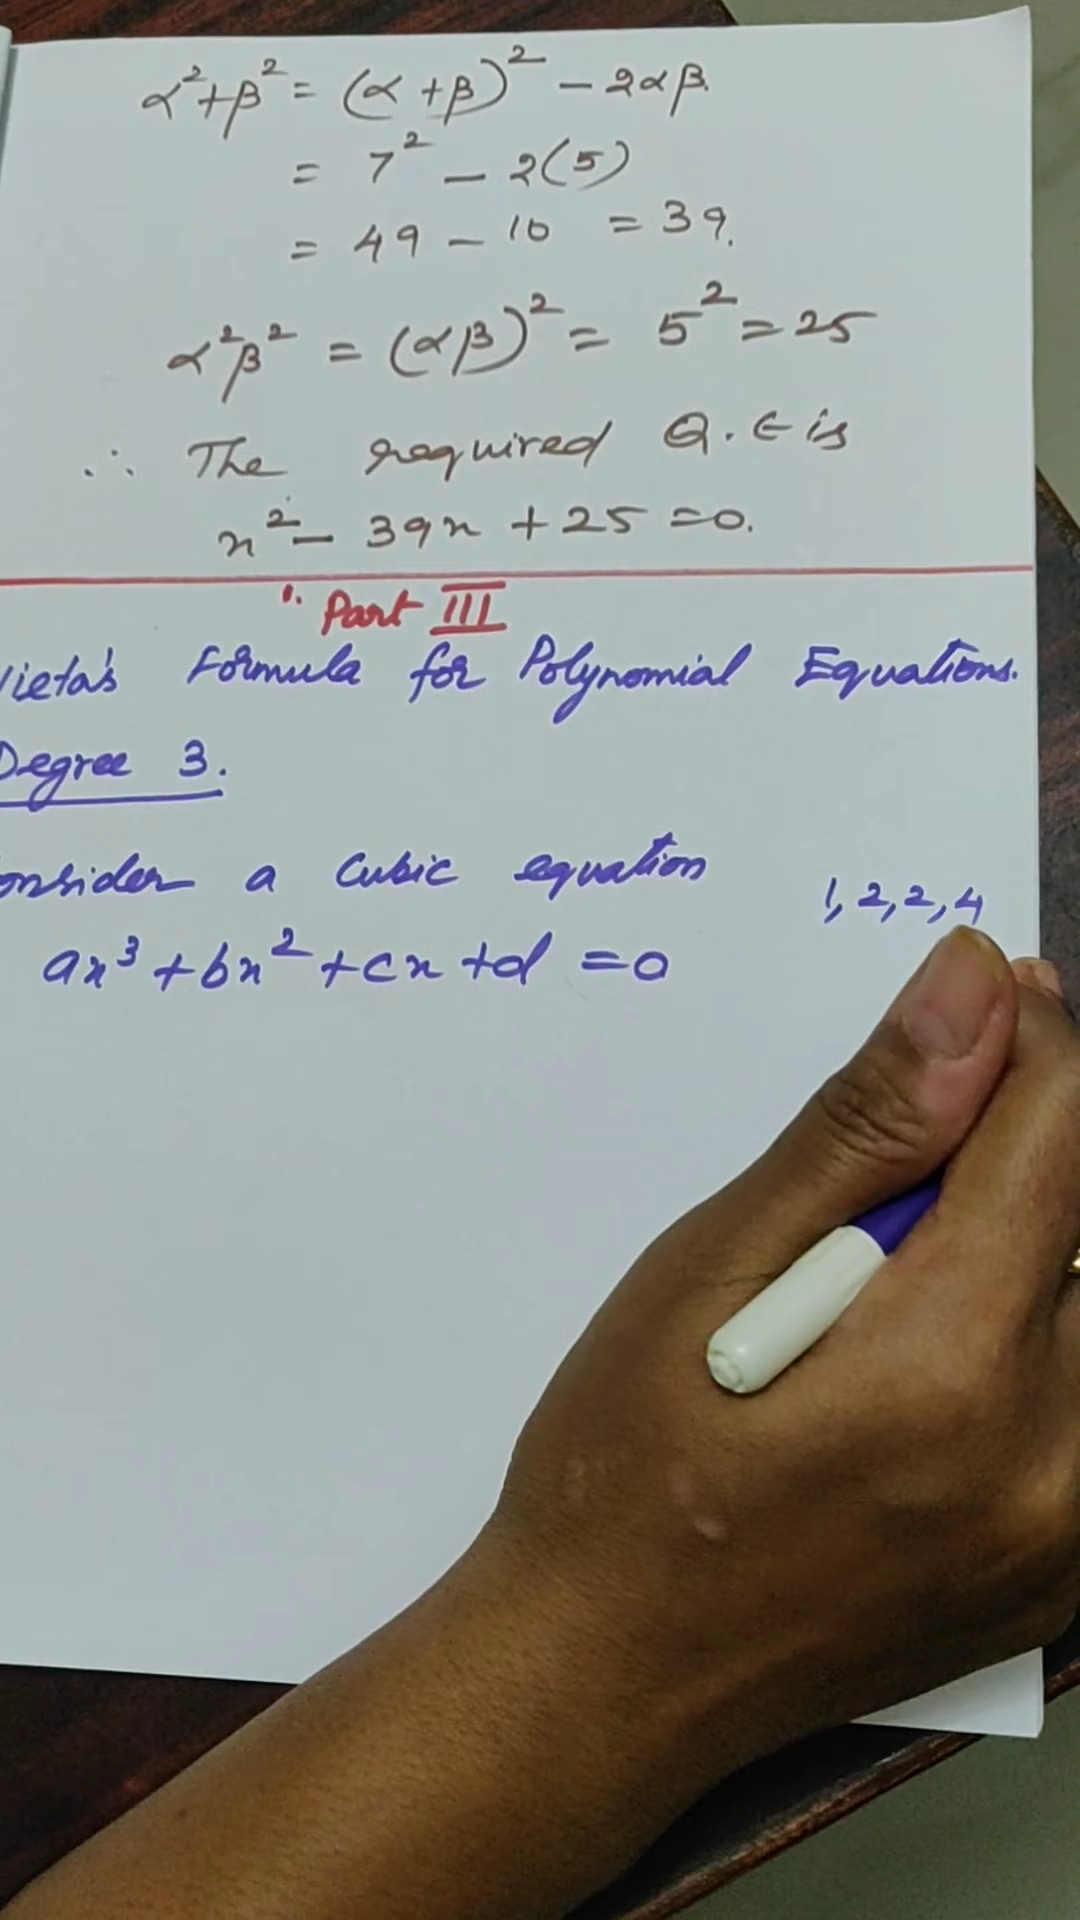 α²+β² = (α+β)² − 2αβ.
= 7² − 2(5)
= 49 − 10 = 39.
α²β² = (αβ)² = 5² = 25
∴ The required Q.E is
x² − 39x + 25 = 0.
Part III
Vieta's Formula for Polynomial Equations.
Degree 3.
Consider a Cubic equation
1, 2, 2, 4
ax³ + bx² + cx + d = 0